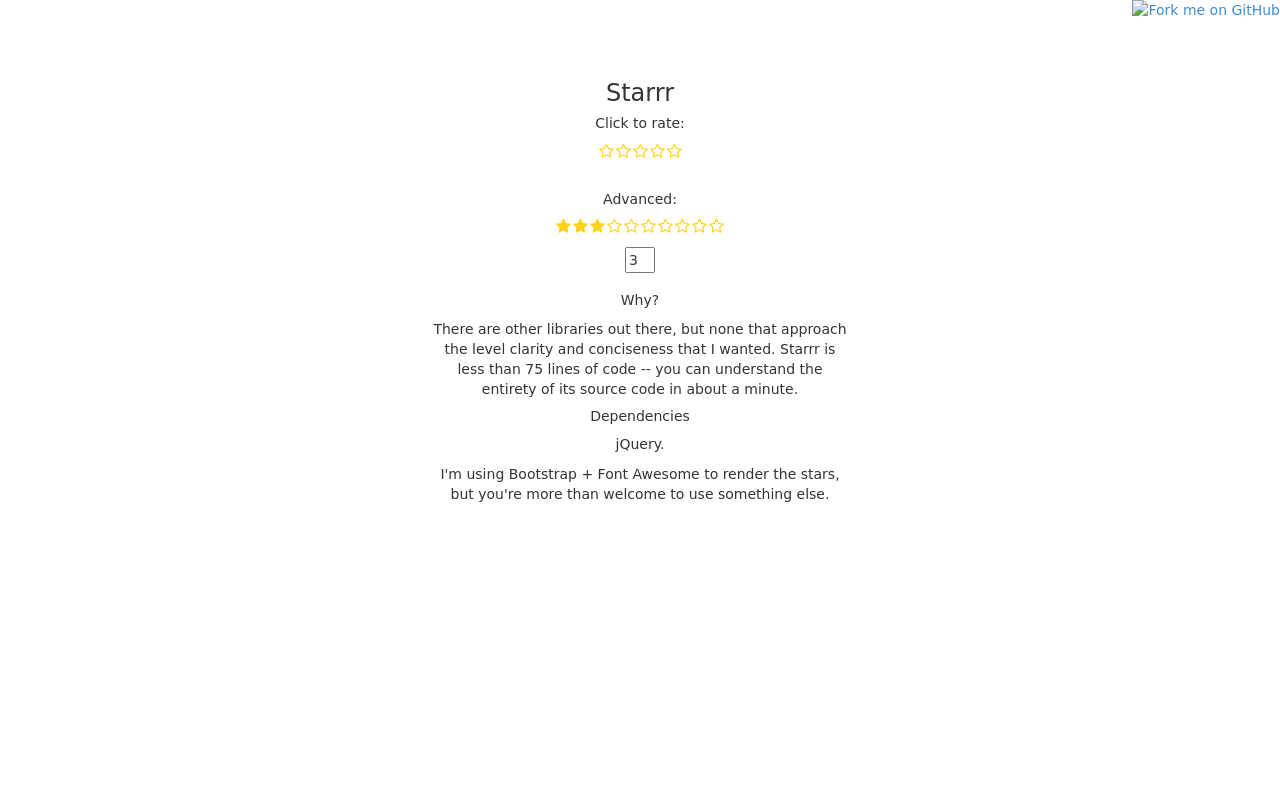 Fork me on GitHub
Starrr
Click to rate:
Advanced:
3
Why?
There are other libraries out there, but none that approach
the level clarity and conciseness that I wanted. Starrr is
less than 75 lines of code -- you can understand the
entirety of its source code in about a minute.
Dependencies
jQuery.
I'm using Bootstrap + Font Awesome to render the stars,
but you're more than welcome to use something else.